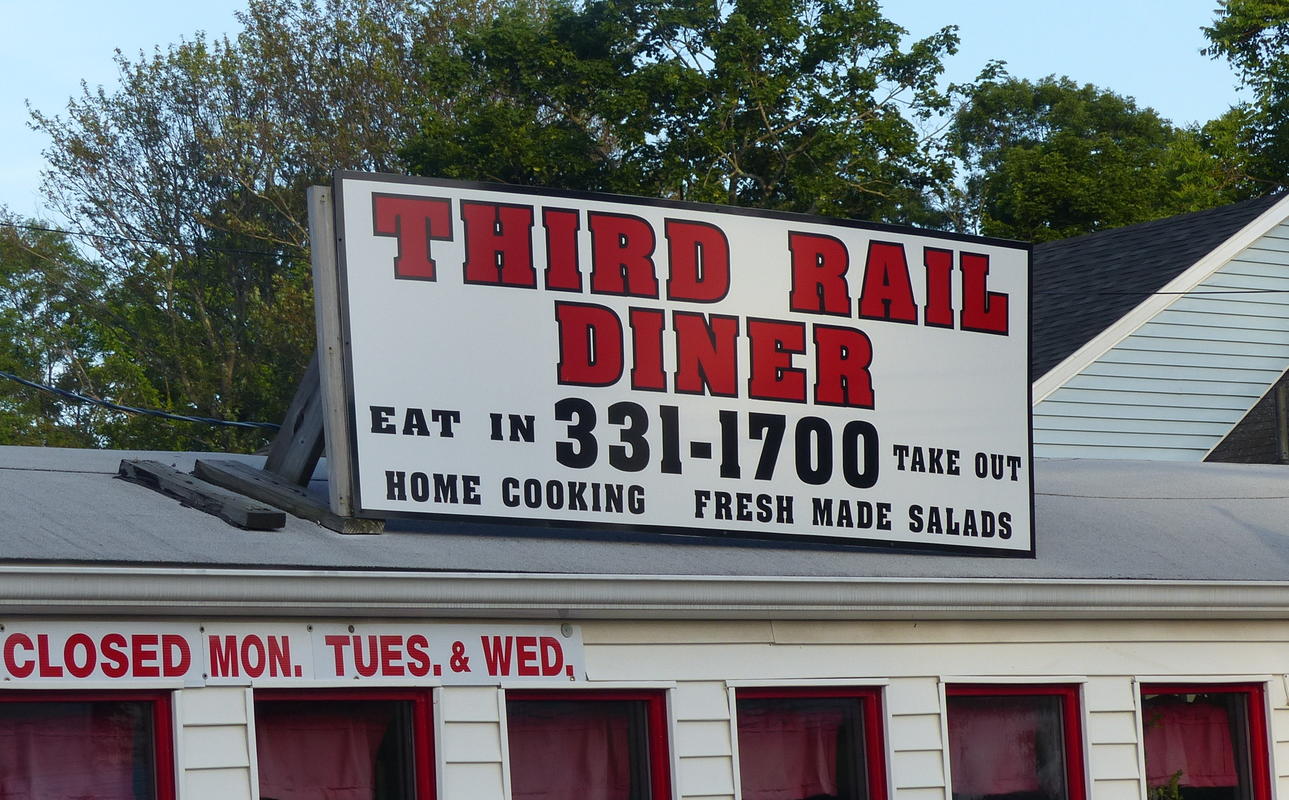 THIRD RAIL
DINER
EAT IN 331-1700 TAKE OUT
HOME COOKING FRESH MADE SALADS
CLOSED MON. TUES. & WED.